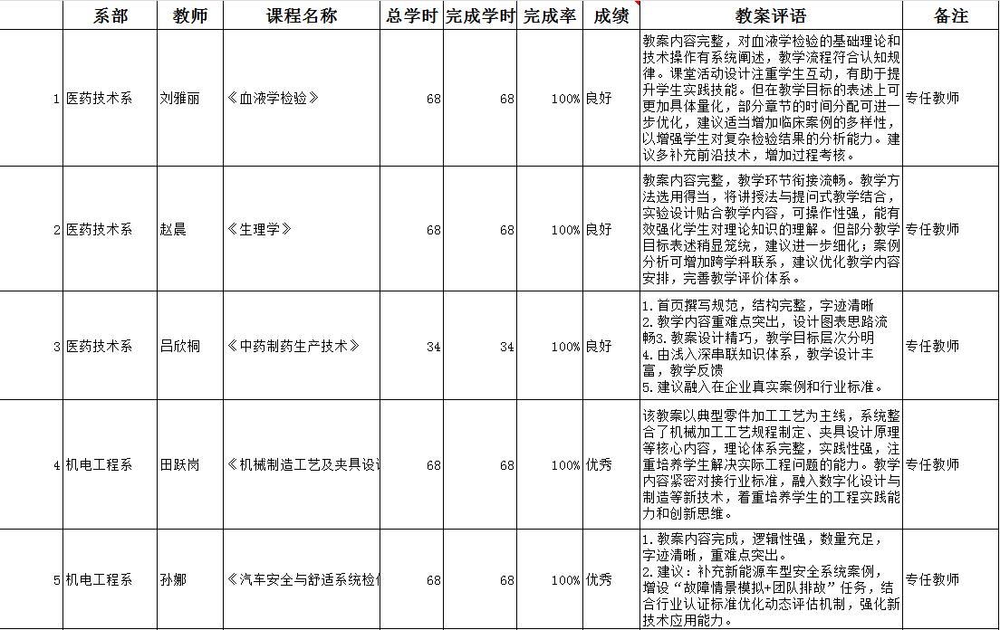 系部 教师 课程名称 总学时 完成学时 完成率 成绩 教案评语 备注
1 医药技术系 刘雅丽 《血液学检验》 68 68 100% 良好 专任教师
教案内容完整，对血液学检验的基础理论和
技术操作有系统阐述，教学流程符合认知规
律。课堂活动设计注重学生互动，有助于提
升学生实践技能。但在教学目标的表述上可
更加具体量化，部分章节的时间分配可进一
步优化，建议适当增加临床案例的多样性，
以增强学生对复杂检验结果的分析能力。建
议多补充前沿技术，增加过程考核。
2 医药技术系 赵晨 《生理学》 68 68 100% 良好 专任教师
教案内容完整，教学环节衔接流畅。教学方
法选用得当，将讲授法与提问式教学结合，
实验设计贴合教学内容，可操作性强，能有
效强化学生对理论知识的理解。但部分教学
目标表述稍显笼统，建议进一步细化；案例
分析可增加跨学科联系，建议优化教学内容
安排，完善教学评价体系。
3 医药技术系 吕欣桐 《中药制药生产技术》 34 34 100% 良好 专任教师
1.首页撰写规范，结构完整，字迹清晰
2.教学内容重难点突出，设计图表思路流
畅3.教案设计精巧，教学目标层次分明
4.由浅入深串联知识体系，教学设计丰
富，教学反馈
5.建议融入在企业真实案例和行业标准。
4 机电工程系 田跃岗 《机械制造工艺及夹具设 68 68 100% 优秀 专任教师
该教案以典型零件加工工艺为主线，系统整
合了机械加工工艺规程制定、夹具设计原理
等核心内容，理论体系完整，实践性强，注
重培养学生解决实际工程问题的能力。教学
内容紧密对接行业标准，融入数字化设计与
制造等新技术，着重培养学生的工程实践能
力和创新思维。
5 机电工程系 孙娜 《汽车安全与舒适系统检 68 68 100% 优秀 专任教师
1.教案内容完成，逻辑性强，数量充足，
字迹清晰，重难点突出。
2.建议：补充新能源车型安全系统案例，
增设“故障情景模拟+团队排故”任务，结
合行业认证标准优化动态评估机制，强化新
技术应用能力。